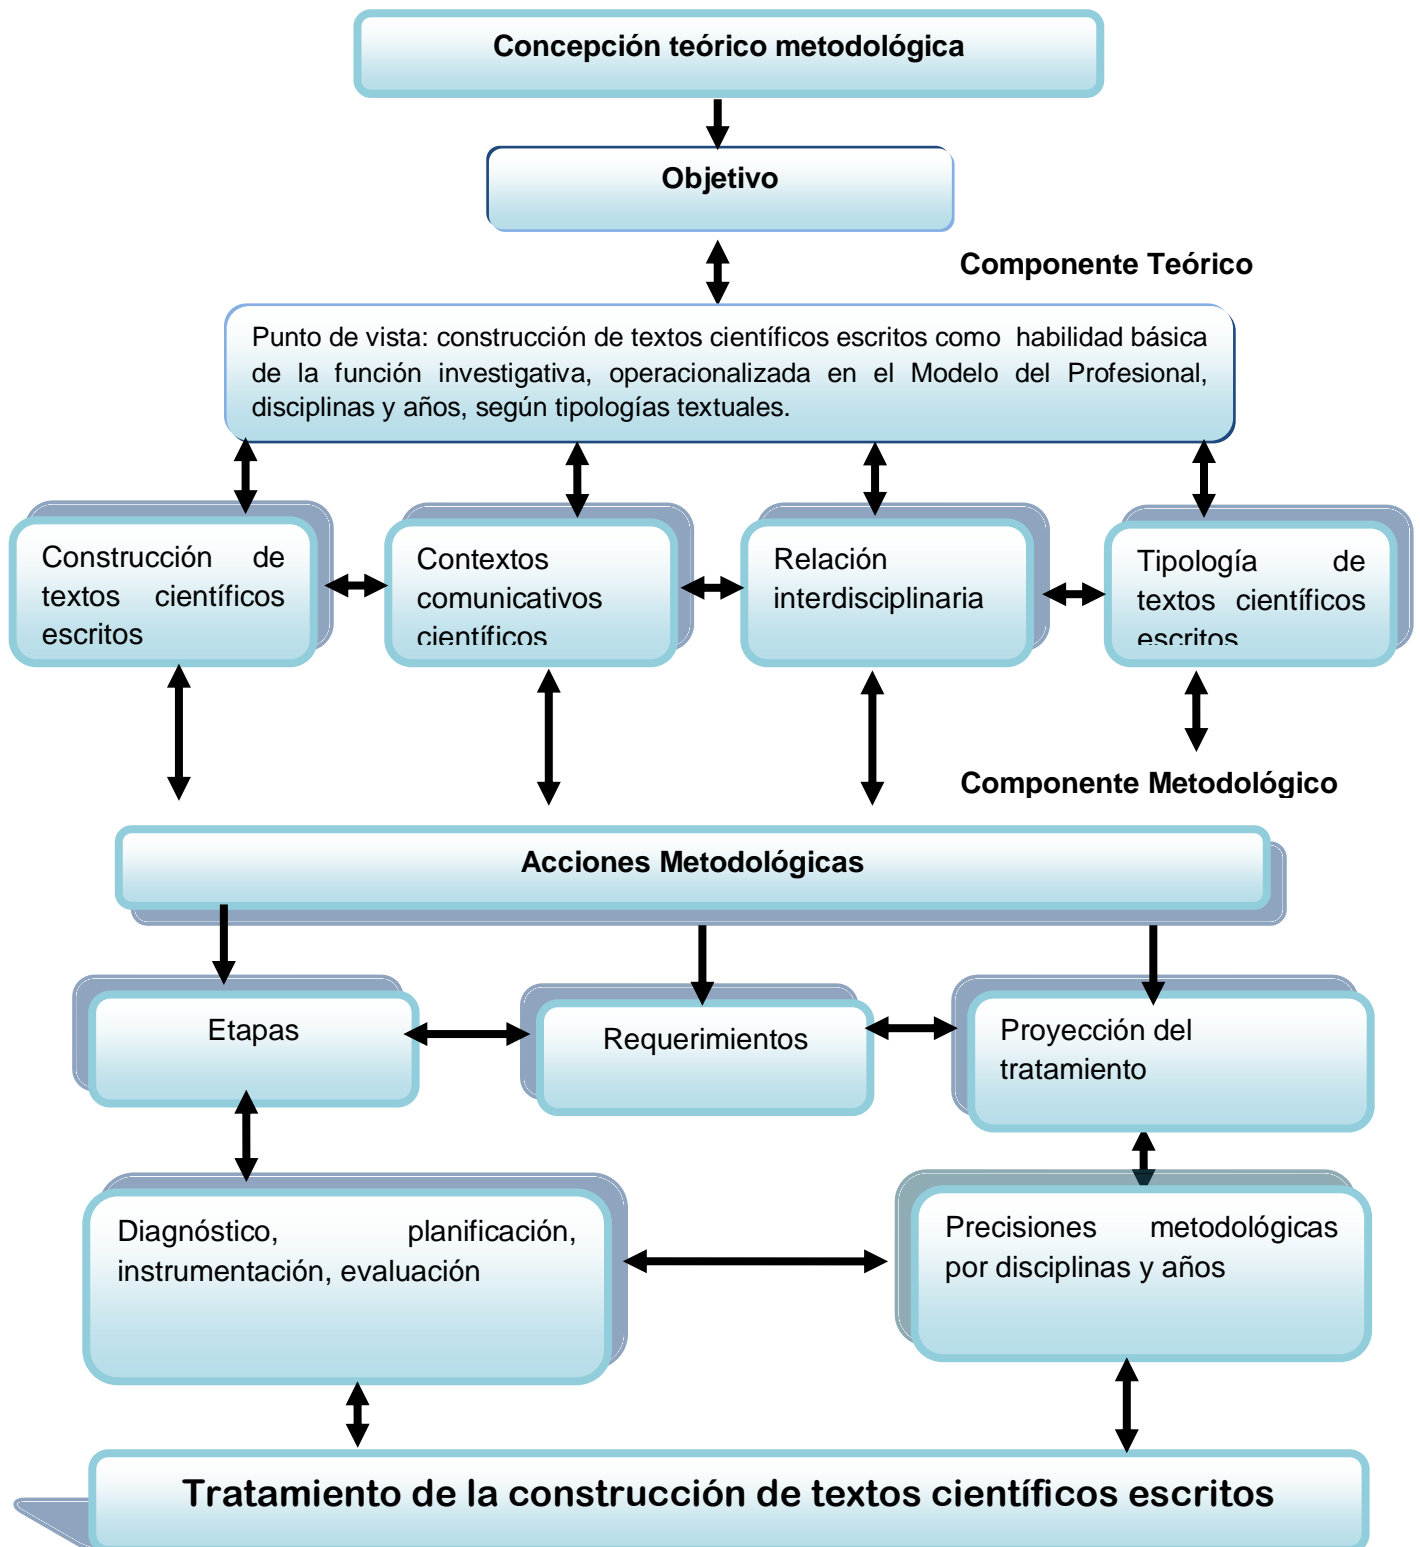 Concepción teórico metodológica
Objetivo
Componente Teórico
Punto de vista: construcción de textos científicos escritos como habilidad básica
de la función investigativa, operacionalizada en el Modelo del Profesional,
disciplinas y años, según tipologías textuales.
Construcción de
textos científicos
escritos
Contextos
comunicativos
científicos
Relación
interdisciplinaria
Tipología de
textos científicos
escritos
Componente Metodológico
Acciones Metodológicas
Etapas
Requerimientos
Proyección del
tratamiento
Diagnóstico, planificación,
instrumentación, evaluación
Precisiones metodológicas
por disciplinas y años
Tratamiento de la construcción de textos científicos escritos